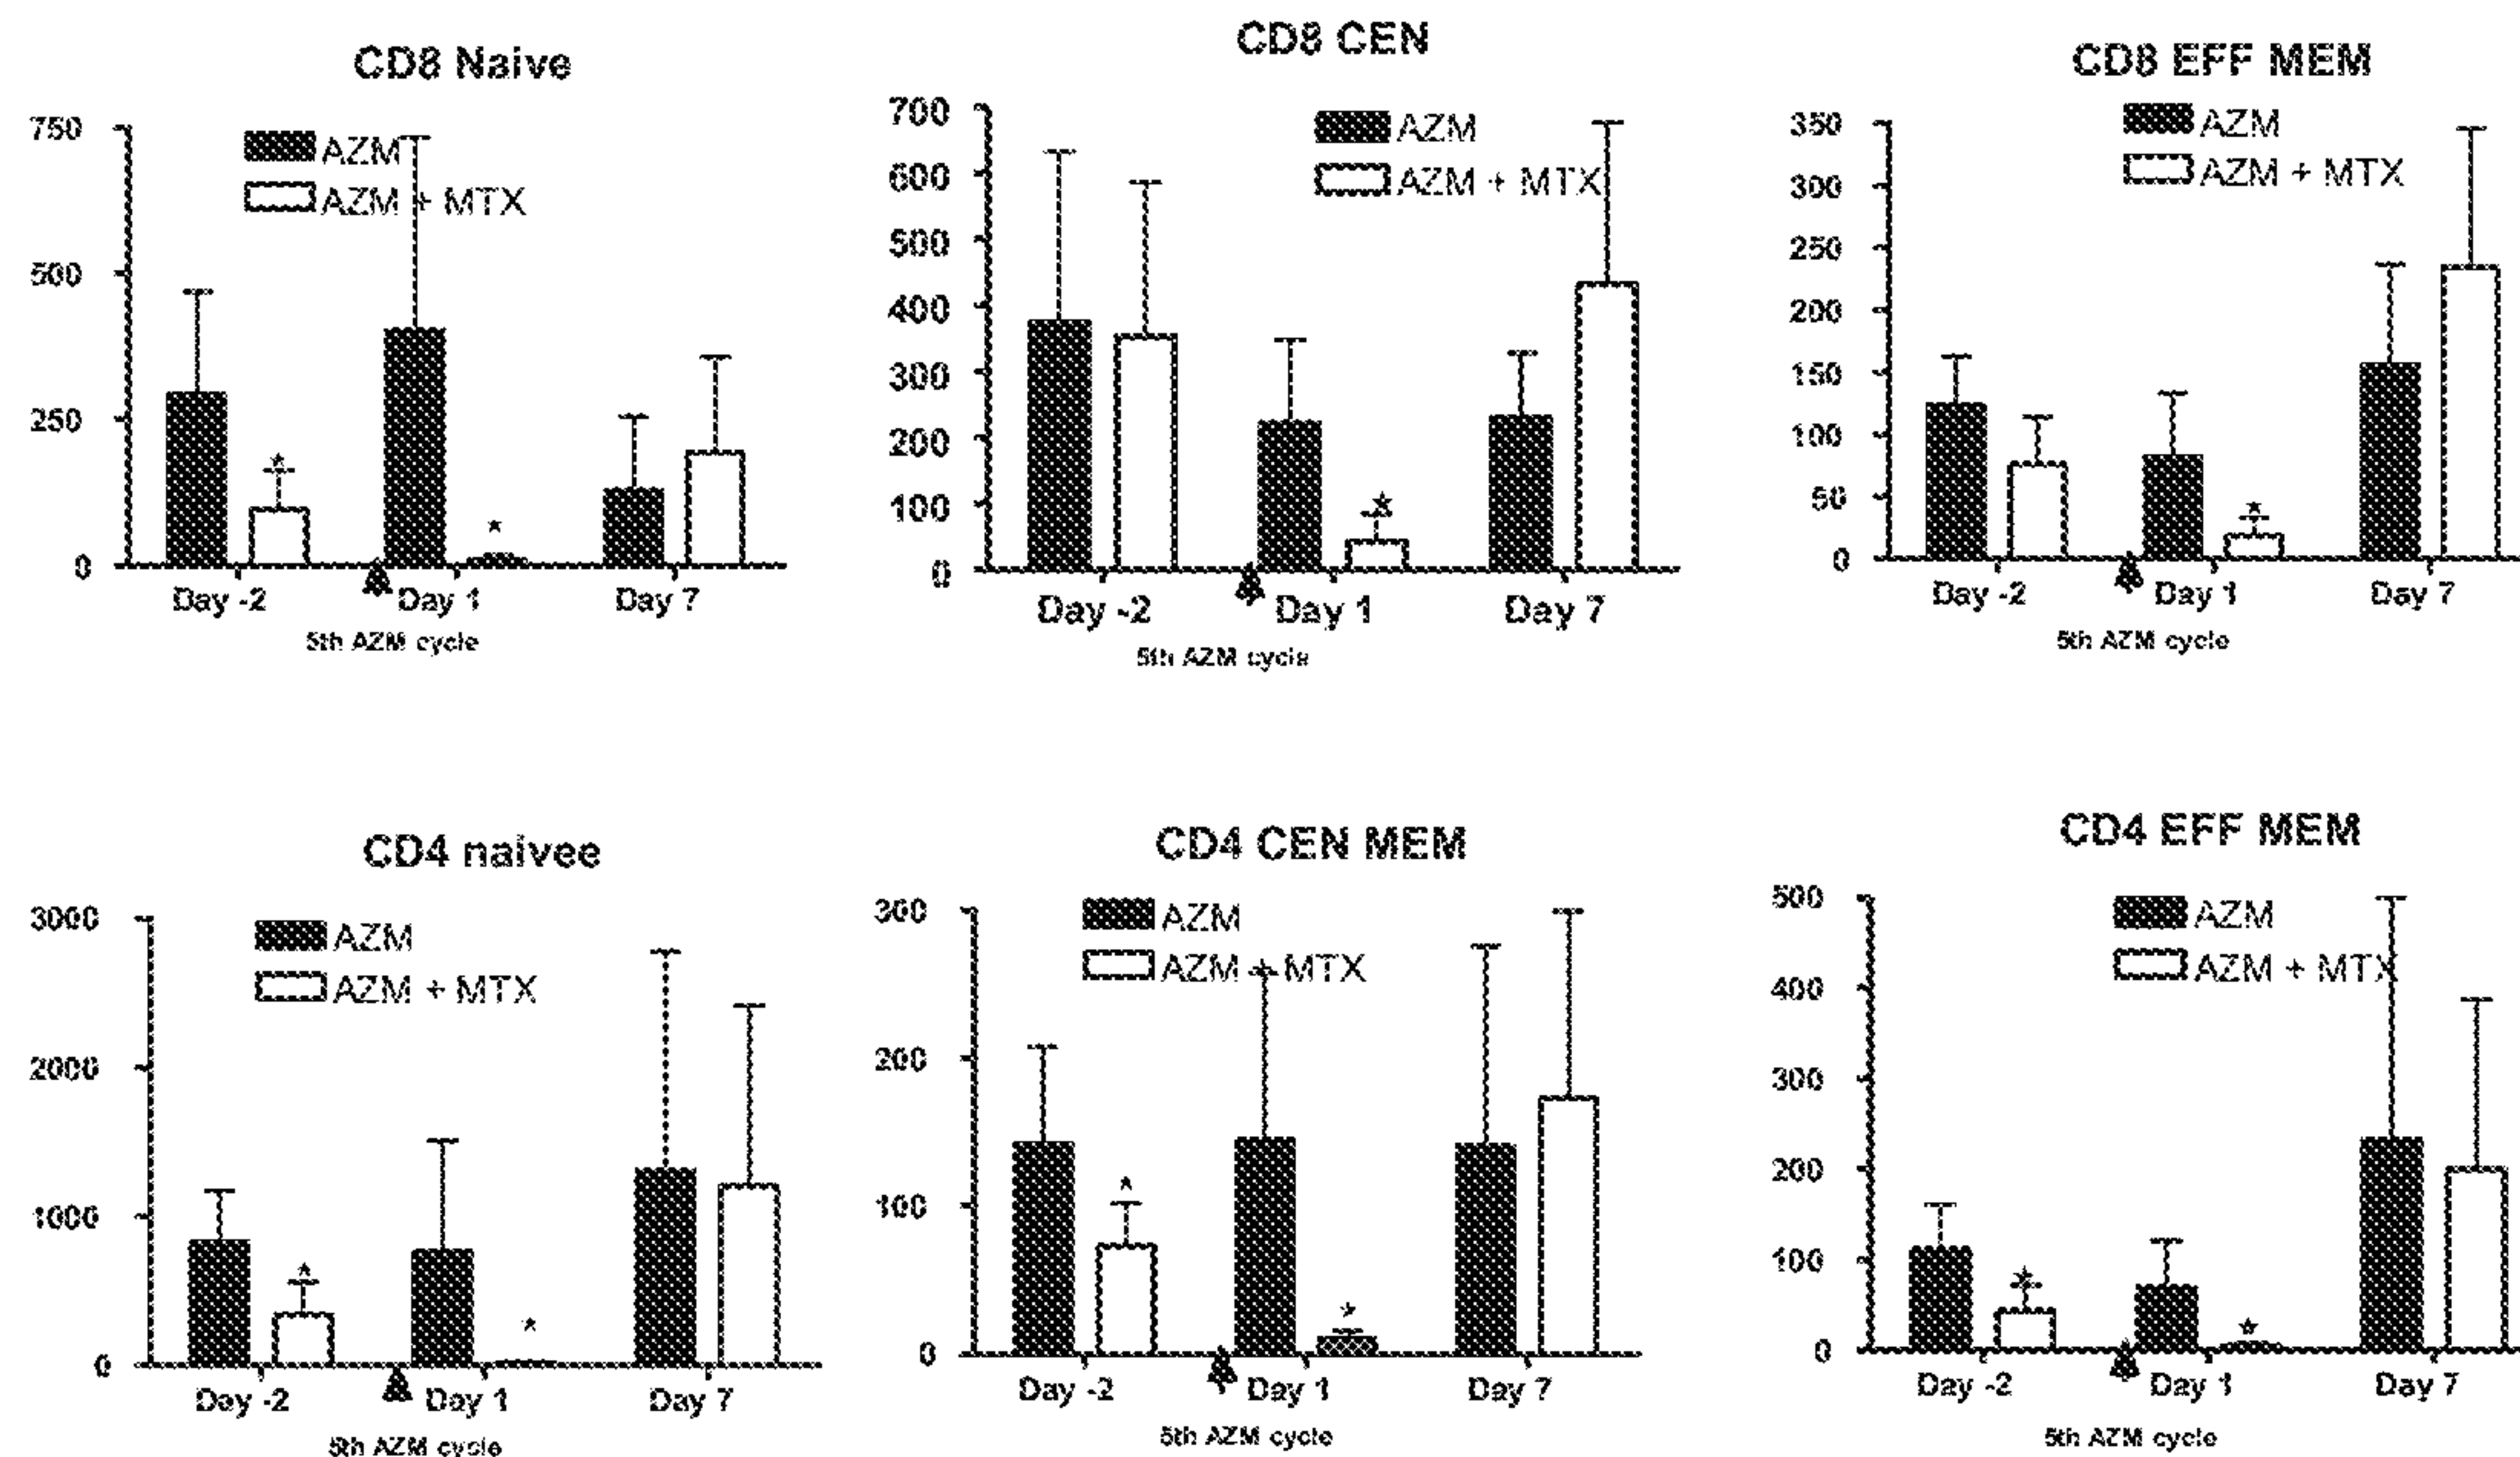 CD8 Naive
750
500
250
0
AZM
AZM + MTX
*
*
Day -2
Day 1
Day 7
5th AZM cycle
CD8 CEN
700
600
500
400
300
200
100
0
AZM
AZM + MTX
*
Day -2
Day 1
Day 7
5th AZM cycle
CD8 EFF MEM
350
300
250
200
150
100
50
0
AZM
AZM + MTX
*
Day -2
Day 1
Day 7
5th AZM cycle
CD4 naivee
3000
2000
1000
0
AZM
AZM + MTX
*
*
Day -2
Day 1
Day 7
5th AZM cycle
CD4 CEN MEM
300
200
100
0
AZM
AZM + MTX
*
*
Day -2
Day 1
Day 7
5th AZM cycle
CD4 EFF MEM
500
400
300
200
100
0
AZM
AZM + MTX
*
*
Day -2
Day 1
Day 7
5th AZM cycle